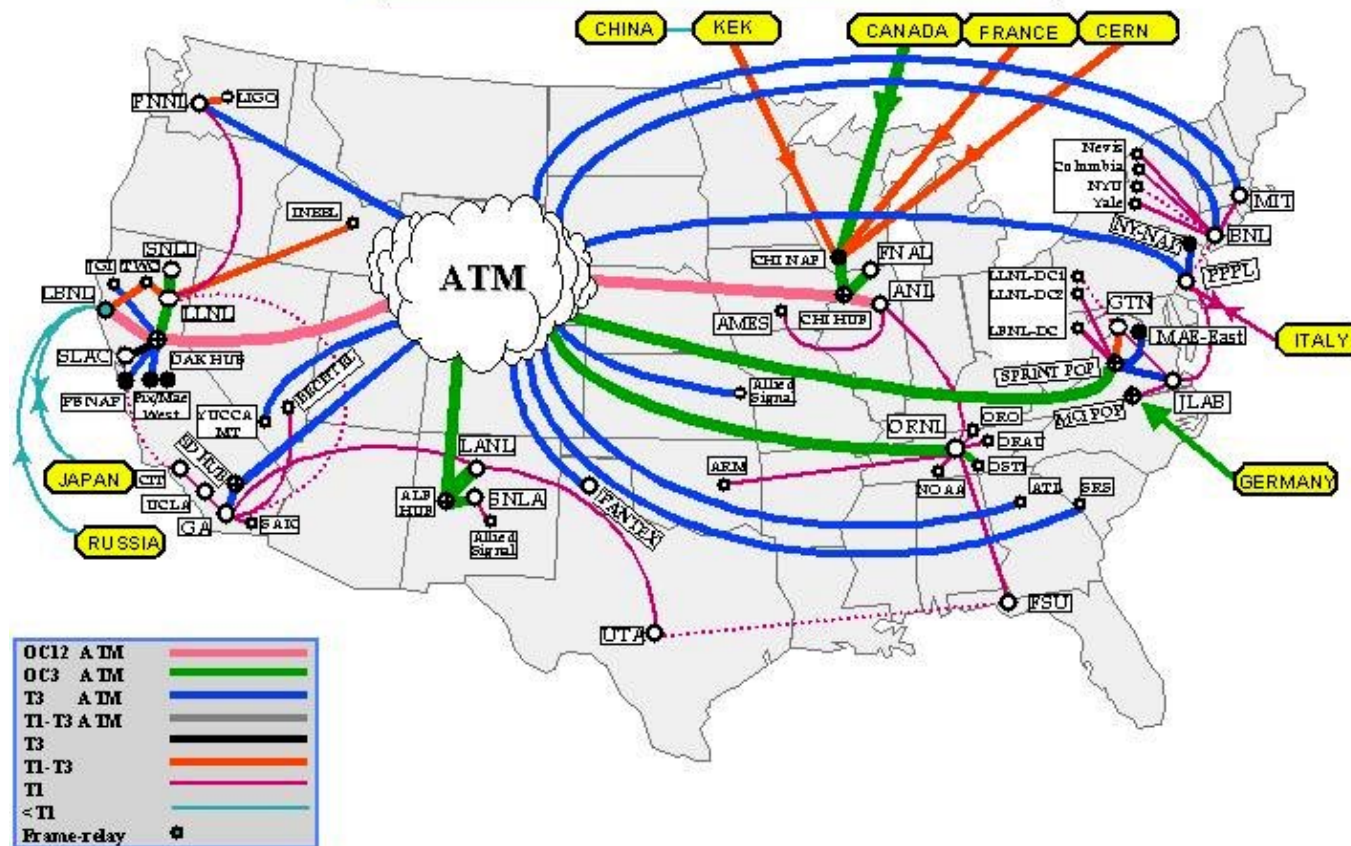 CHINA
KEK
CANADA
FRANCE
CERN
PNNL
LIGO
Nevis
Columbia
NYU
Yale
MIT
INEEL
NY-NAP
BNL
SNLL
CHI NAP
FNAL
TWC
ATM
LLNL-DC1
PPPL
LBNL
LLNL
ANL
LLNL-DC2
GTN
AMES
CHI HUB
LBNL-DC
MAE-East
ITALY
SLAC
OAK HUB
SPRINT POP
BECHTEL
Allied
Signal
MCI POP
JLAB
YUCCA
MT
ORO
ORNL
LANL
SD HUB
ARM
OSTI
GERMANY
JAPAN
CIT
NOAA
ATL
SRS
UCLA
ALB
HUB
SNLA
PANTEX
GA
SAIC
Allied
Signal
RUSSIA
FSU
UTA
OC12 ATM
OC3 ATM
T3 ATM
T1-T3 ATM
T3
T1-T3
T1
< T1
Frame-relay